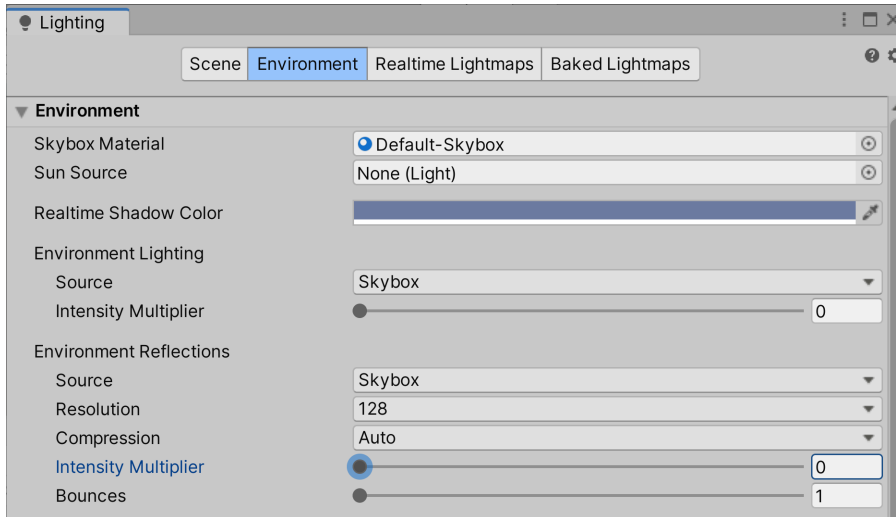 Lighting
Scene Environment Realtime Lightmaps Baked Lightmaps
Environment
Skybox Material Default-Skybox
Sun Source None (Light)
Realtime Shadow Color
Environment Lighting
Source Skybox
Intensity Multiplier 0
Environment Reflections
Source Skybox
Resolution 128
Compression Auto
Intensity Multiplier 0
Bounces 1